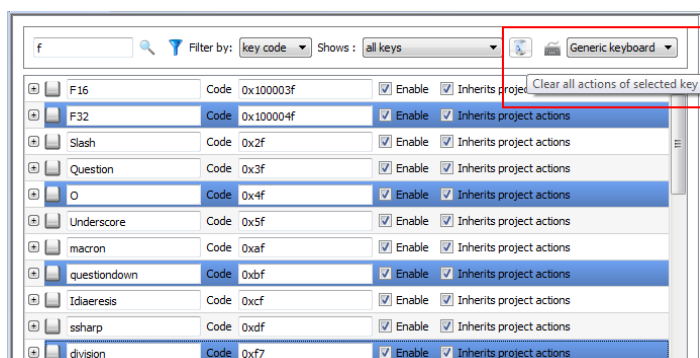 f Filter by: key code Shows : all keys Generic keyboard
Clear all actions of selected key
F16 Code 0x100003f Enable Inherits projec
F32 Code 0x100004f Enable Inherits project actions
Slash Code 0x2f Enable Inherits project actions
Question Code 0x3f Enable Inherits project actions
O Code 0x4f Enable Inherits project actions
Underscore Code 0x5f Enable Inherits project actions
macron Code 0xaf Enable Inherits project actions
questiondown Code 0xbf Enable Inherits project actions
Idiaeresis Code 0xcf Enable Inherits project actions
ssharp Code 0xdf Enable Inherits project actions
division Code 0xf7 Enable Inherits project actions